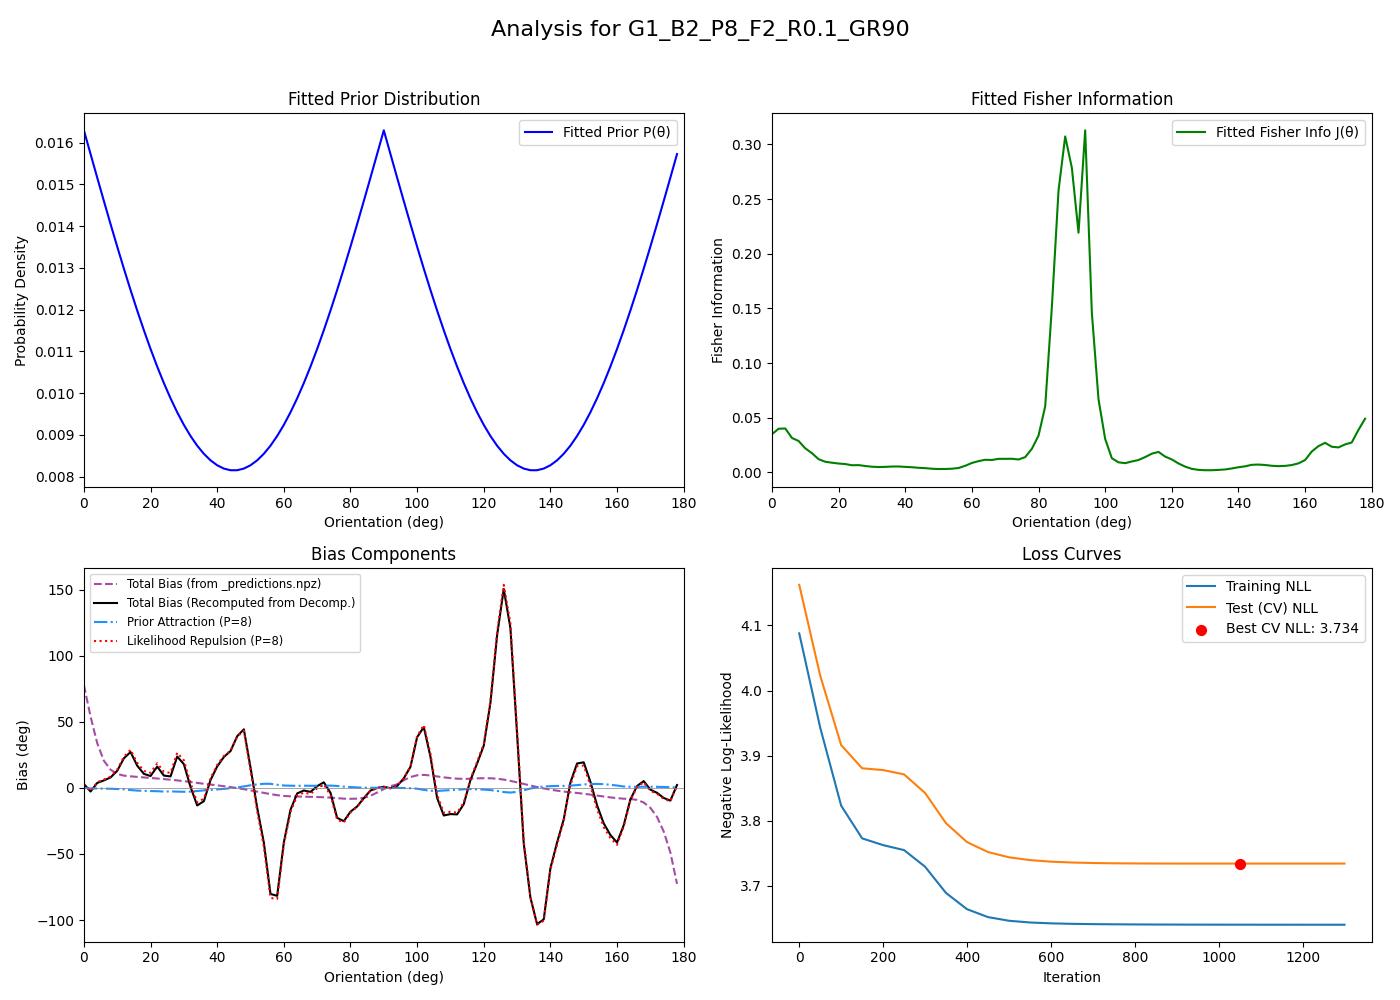 Analysis for G1_B2_P8_F2_R0.1_GR90
Fitted Prior Distribution
Fitted Prior P(θ)
0.016
0.015
0.014
0.013
0.012
0.011
0.010
0.009
0.008
Probability Density
0 20 40 60 80 100 120 140 160 180
Orientation (deg)
Fitted Fisher Information
Fitted Fisher Info J(θ)
0.30
0.25
0.20
0.15
0.10
0.05
0.00
Fisher Information
0 20 40 60 80 100 120 140 160 180
Orientation (deg)
Bias Components
Total Bias (from _predictions.npz)
Total Bias (Recomputed from Decomp.)
Prior Attraction (P=8)
Likelihood Repulsion (P=8)
150
100
50
0
−50
−100
Bias (deg)
0 20 40 60 80 100 120 140 160 180
Orientation (deg)
Loss Curves
Training NLL
Test (CV) NLL
Best CV NLL: 3.734
4.1
4.0
3.9
3.8
3.7
Negative Log-Likelihood
0 200 400 600 800 1000 1200
Iteration